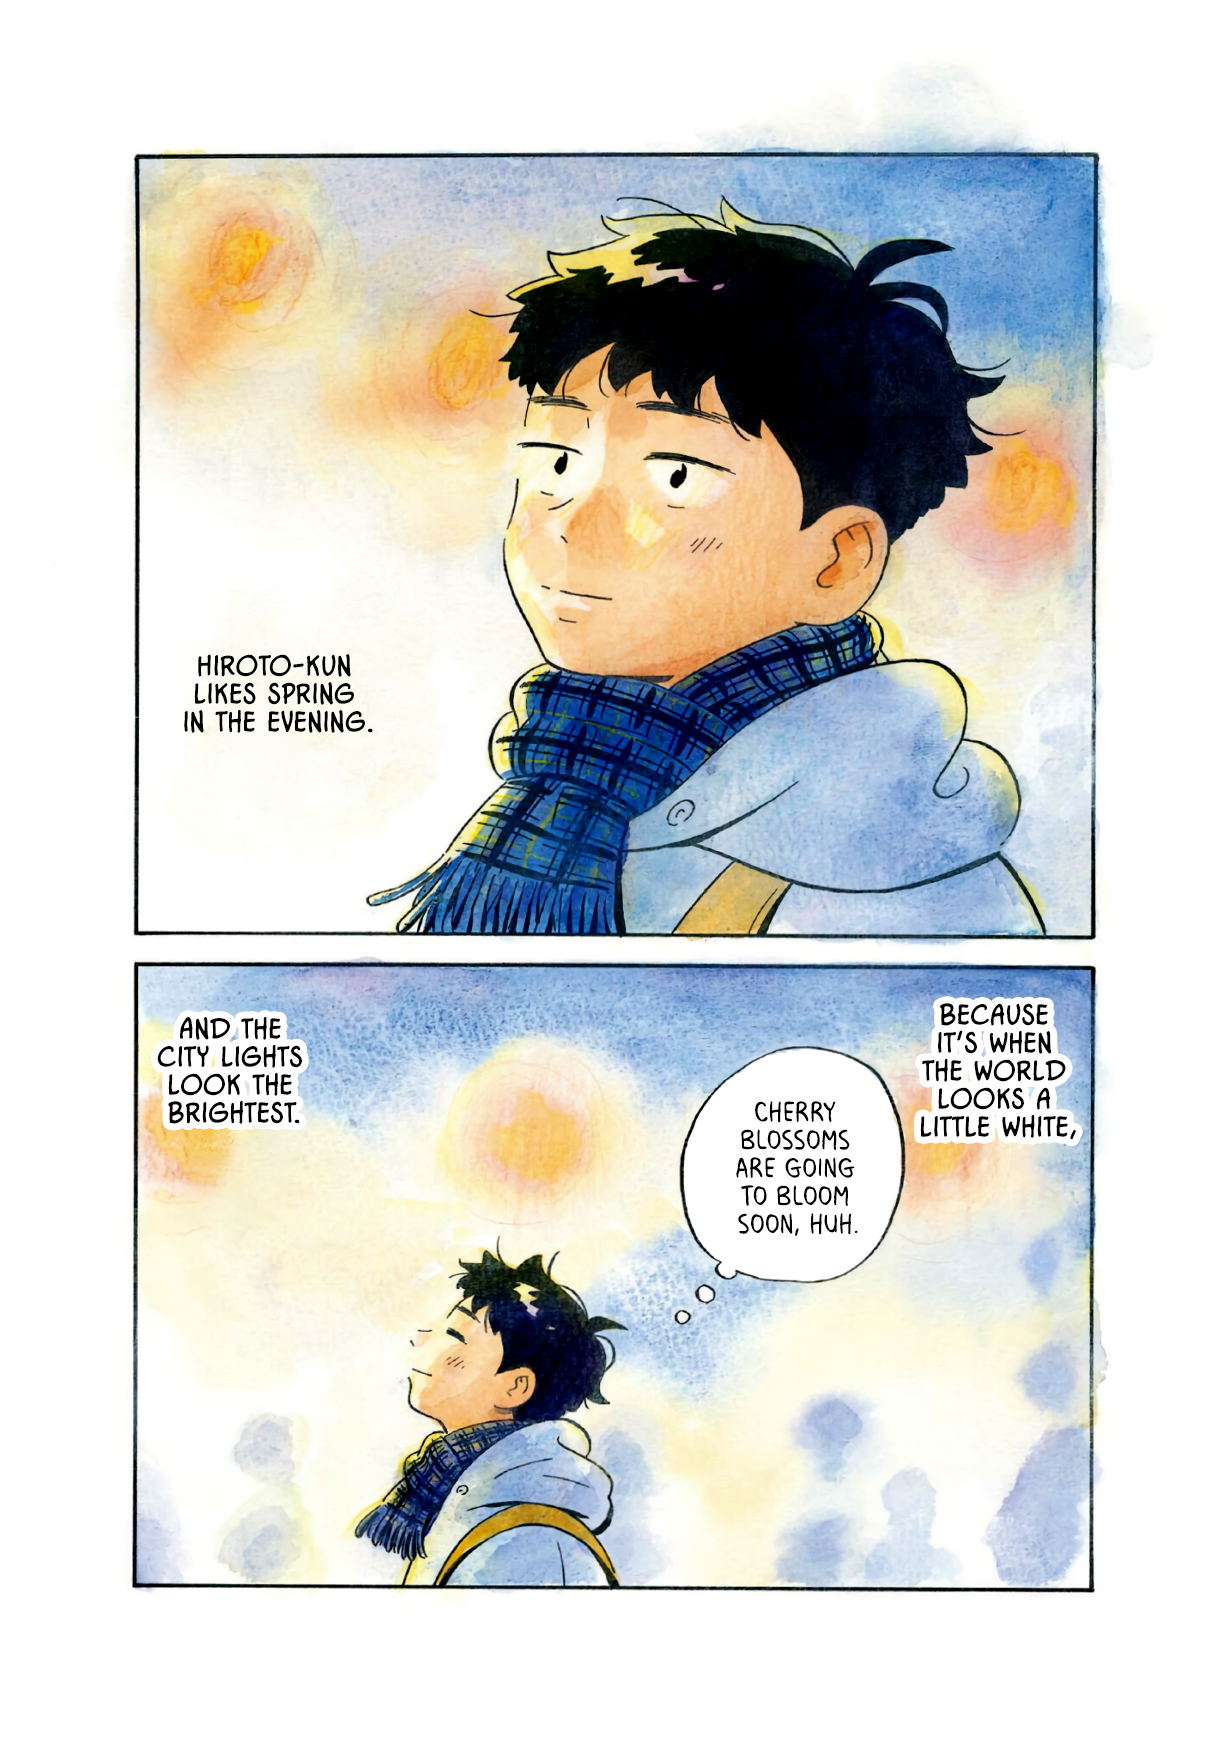 HIROTO-KUN
LIKES SPRING
IN THE EVENING.
BECAUSE
IT'S WHEN
THE WORLD
LOOKS A
LITTLE WHITE,
CHERRY
BLOSSOMS
ARE GOING
TO BLOOM
SOON, HUH.
AND THE
CITY LIGHTS
LOOK THE
BRIGHTEST.